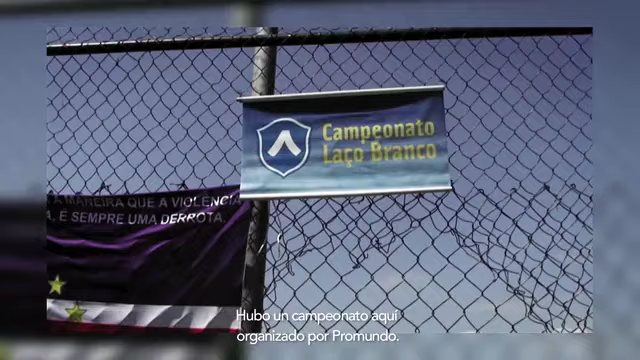 Campeonato
Laço Branco
A MANEIRA QUE A VIOLÊNCIA
A, É SEMPRE UMA DERROTA.
Hubo un campeonato aquí
organizado por Promundo.